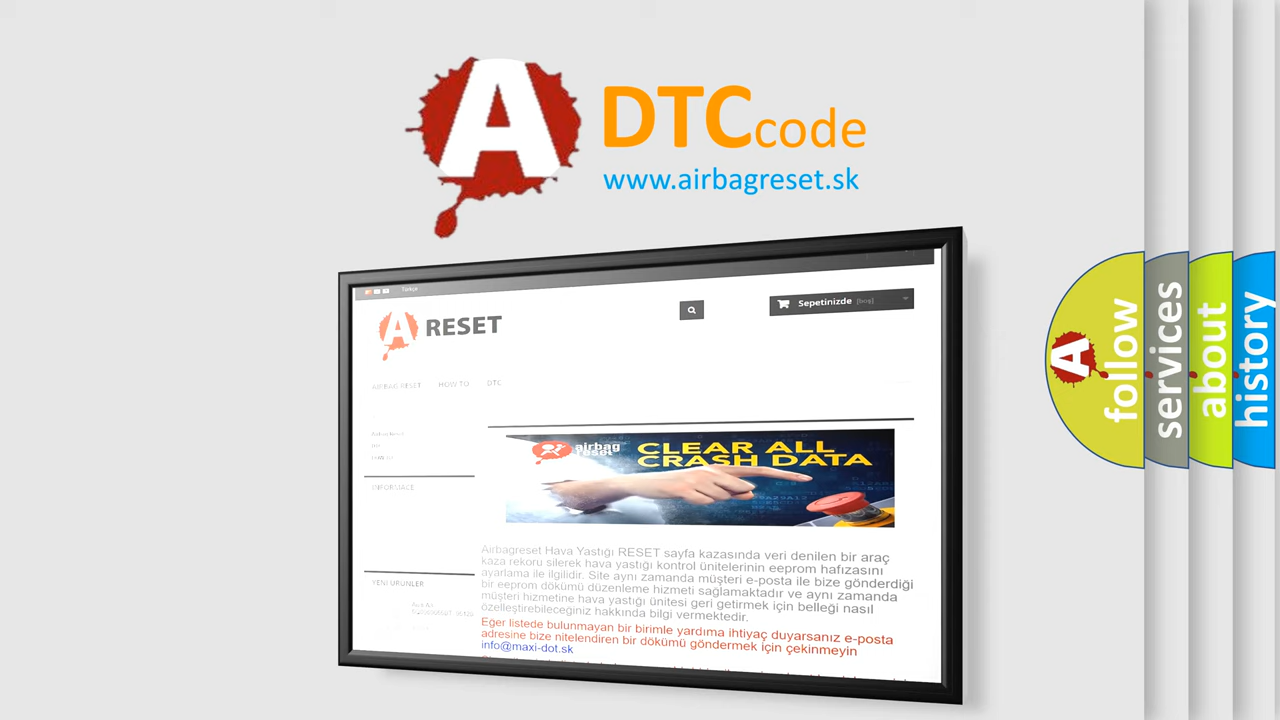 A
DTCcode
www.airbagreset.sk
Türkçe
A RESET
Sepetinizde [boş]
AIRBAG RESET HOW TO DTC
INFORMACE
airbag reset
CLEAR ALL
CRASH DATA
Airbagreset Hava Yastığı RESET sayfa kazasında veri denilen bir araç
kaza rekoru silerek hava yastığı kontrol ünitelerinin eeprom hafızasını
ayarlama ile ilgilidir. Site aynı zamanda müşteri e-posta ile bize gönderdiği
bir eeprom dökümü düzenleme hizmeti sağlamaktadır ve aynı zamanda
müşteri hizmetine hava yastığı ünitesi geri getirmek için belleği nasıl
özelleştirebileceğiniz hakkında bilgi vermektedir.
Eğer listede bulunmayan bir birimle yardıma ihtiyaç duyarsanız e-posta
adresine bize nitelendiren bir dökümü göndermek için çekinmeyin
info@maxi-dot.sk
YENI ÜRÜNLER
A
follow
services
about
history